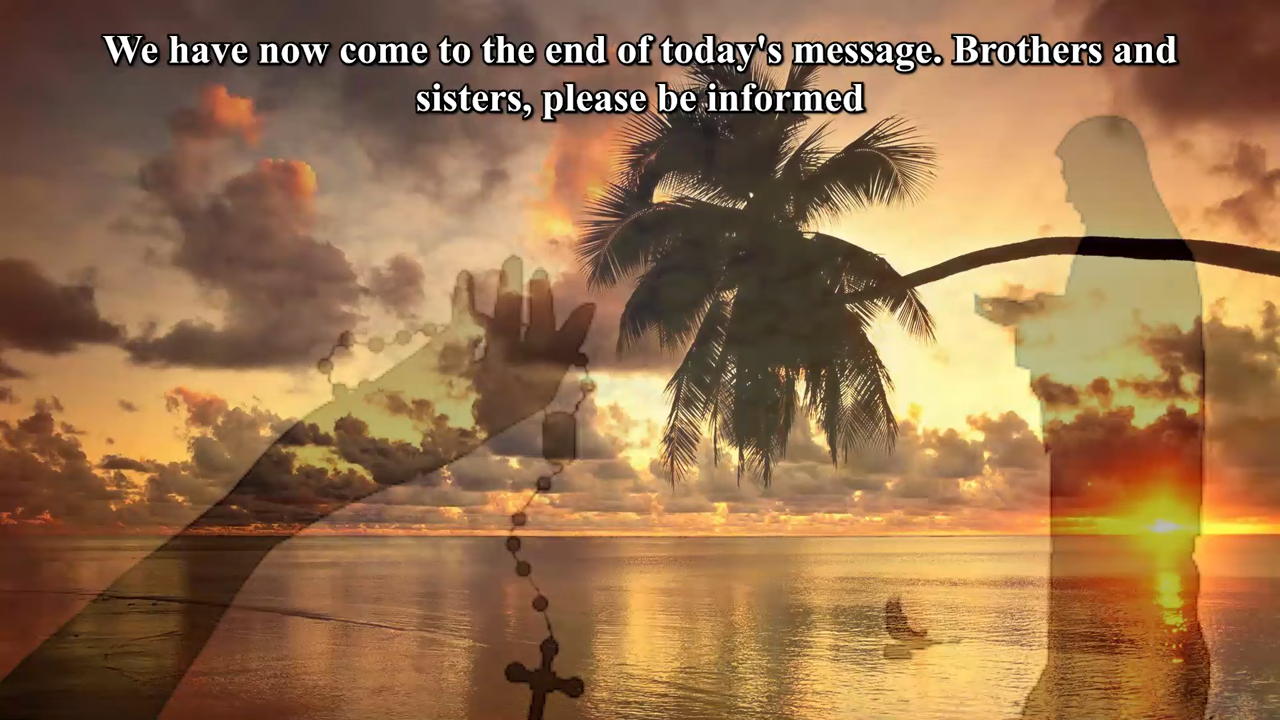 We have now come to the end of today's message. Brothers and
sisters, please be informed